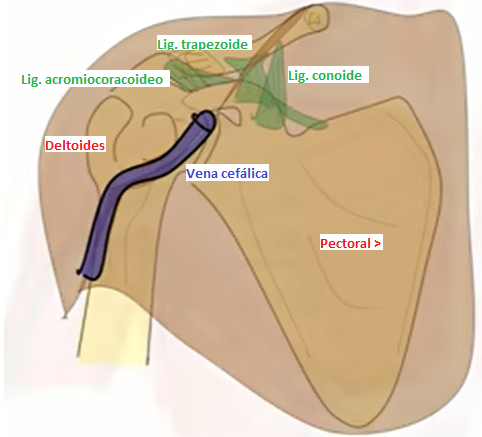 Lig. trapezoide
Lig. acromiocoracoideo
Lig. conoide
Deltoides
Vena cefálica
Pectoral >